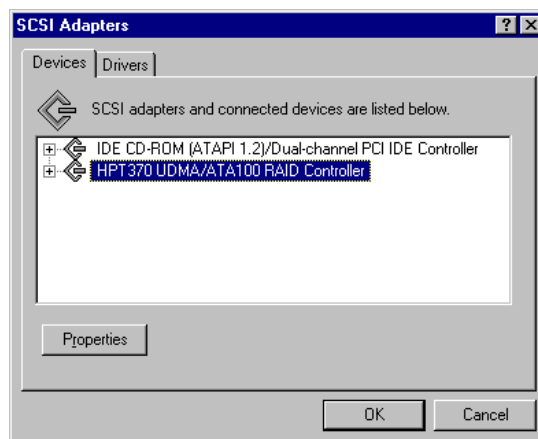 SCSI Adapters
Devices Drivers
SCSI adapters and connected devices are listed below.
IDE CD-ROM (ATAPI 1.2)/Dual-channel PCI IDE Controller
HPT370 UDMA/ATA100 RAID Controller
Properties
OK Cancel